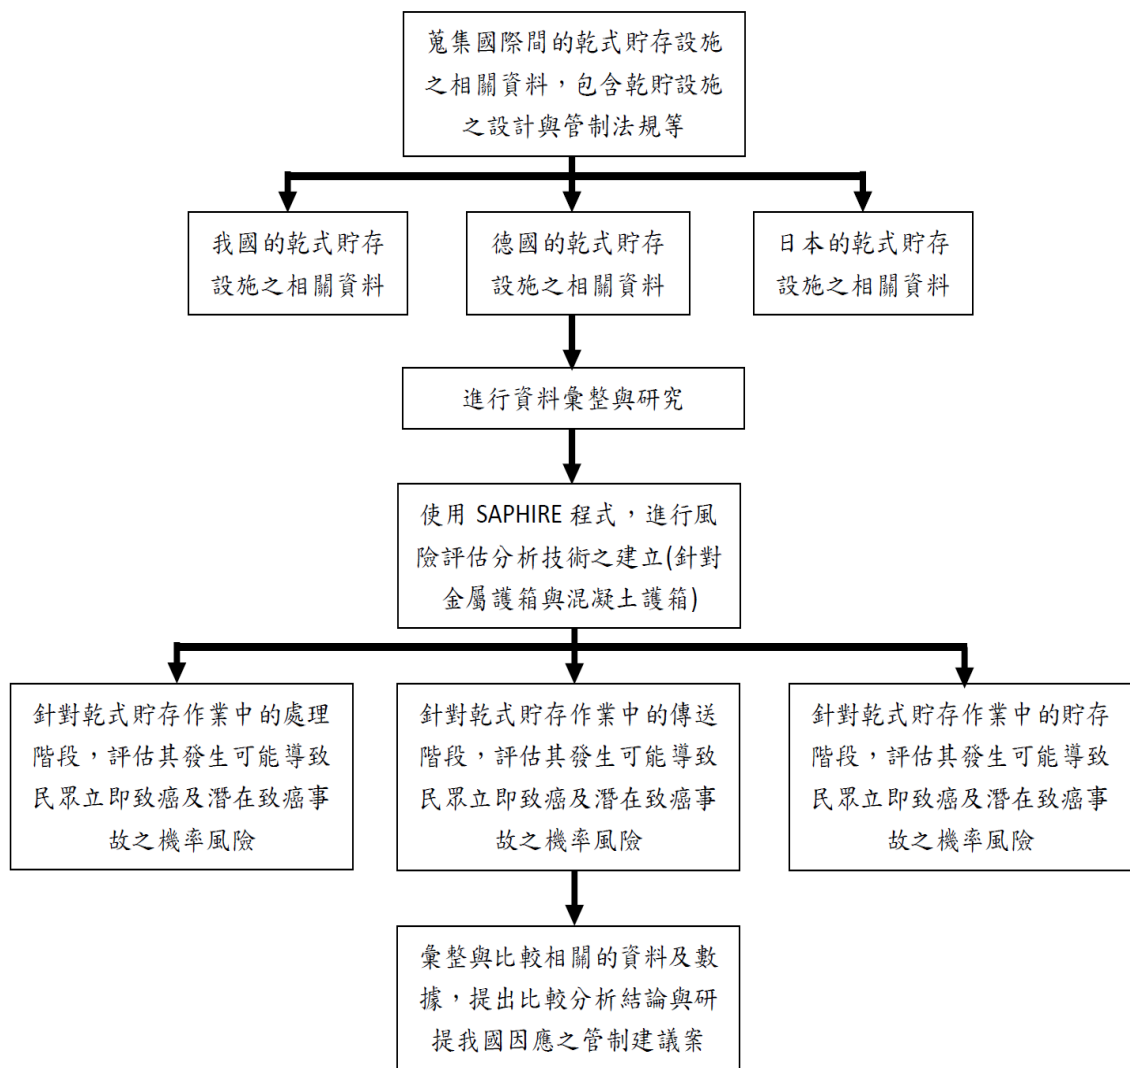 蒐集國際間的乾式貯存設施
之相關資料，包含乾貯設施
之設計與管制法規等
我國的乾式貯存
設施之相關資料
德國的乾式貯存
設施之相關資料
日本的乾式貯存
設施之相關資料
進行資料彙整與研究
使用 SAPHIRE 程式，進行風
險評估分析技術之建立(針對
金屬護箱與混凝土護箱)
針對乾式貯存作業中的處理
階段，評估其發生可能導致
民眾立即致癌及潛在致癌事
故之機率風險
針對乾式貯存作業中的傳送
階段，評估其發生可能導致
民眾立即致癌及潛在致癌事
故之機率風險
針對乾式貯存作業中的貯存
階段，評估其發生可能導致
民眾立即致癌及潛在致癌事
故之機率風險
彙整與比較相關的資料及數
據，提出比較分析結論與研
提我國因應之管制建議案